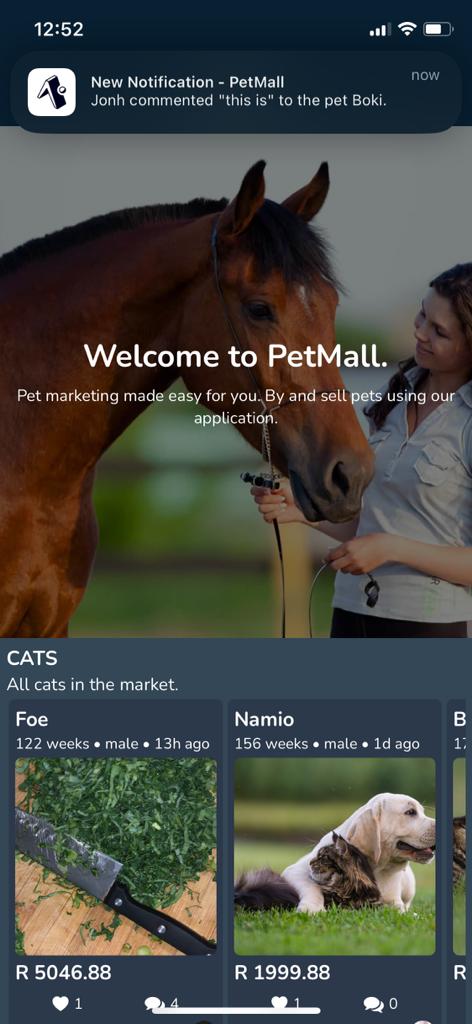 12:52
New Notification - PetMall
now
Jonh commented "this is" to the pet Boki.
Welcome to PetMall.
Pet marketing made easy for you. By and sell pets using our
application.
CATS
All cats in the market.
Foe
122 weeks • male • 13h ago
R 5046.88
1
4
Namio
156 weeks • male • 1d ago
R 1999.88
1
0
B
R